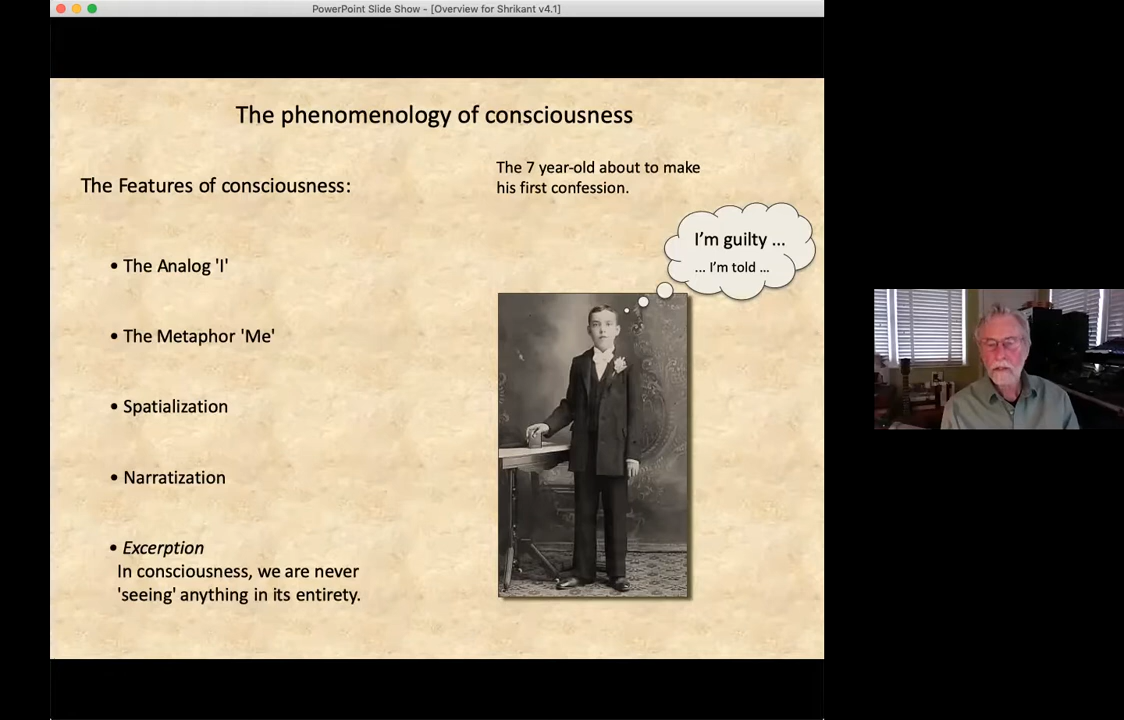 PowerPoint Slide Show - [Overview for Shrikant v4.1]
The phenomenology of consciousness
The Features of consciousness:
• The Analog 'I'
• The Metaphor 'Me'
• Spatialization
• Narratization
• Excerption
In consciousness, we are never
'seeing' anything in its entirety.
The 7 year-old about to make
his first confession.
I'm guilty ...
... I'm told ...